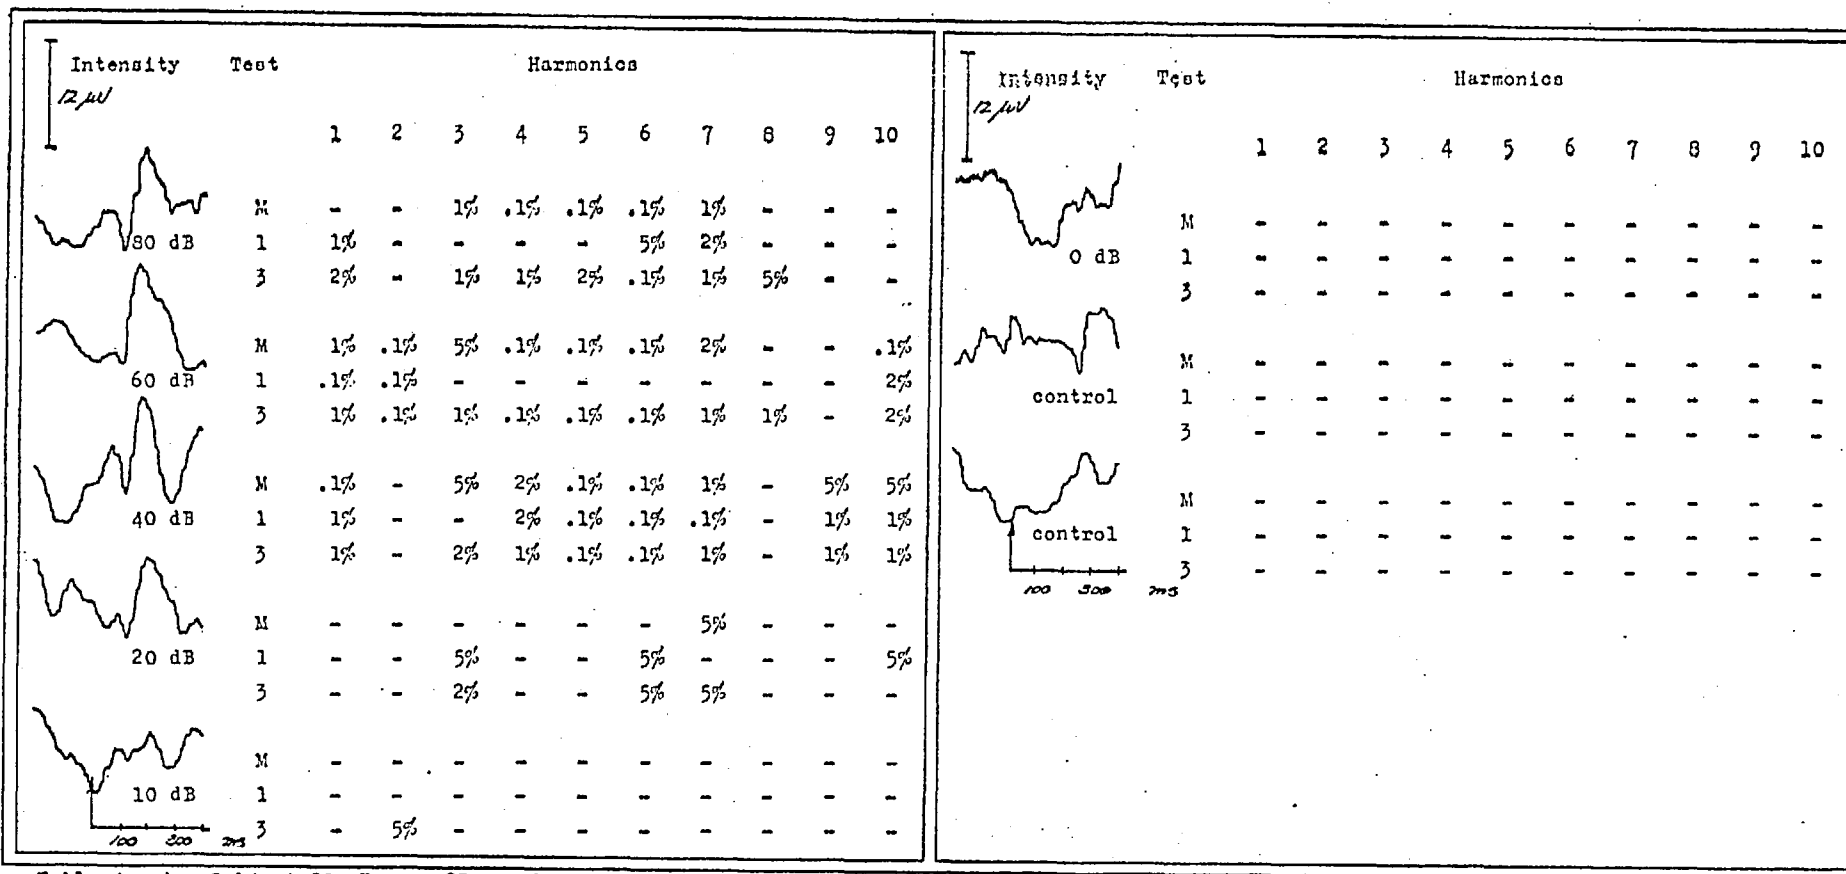 Intensity Test Harmonics
12 µV
1 2 3 4 5 6 7 8 9 10
M - - 1% .1% .1% .1% 1% - - -
80 dB 1 1% - - - - 5% 2% - - -
3 2% - 1% 1% 2% .1% 1% 5% - -
M 1% .1% 5% .1% .1% .1% 2% - - .1%
60 dB 1 .1% .1% - - - - - - - 2%
3 1% .1% 1% .1% .1% .1% 1% 1% - 2%
M .1% - 5% 2% .1% .1% 1% - 5% 5%
40 dB 1 1% - - 2% .1% .1% .1% - 1% 1%
3 1% - 2% 1% .1% .1% 1% - 1% 1%
M - - - - - - 5% - - -
20 dB 1 - - 5% - - 5% - - - 5%
3 - - 2% - - 5% 5% - - -
M - - - - - - - - - -
10 dB 1 - - - - - - - - - -
3 - 5% - - - - - - - -
100 300 ms
Intensity Test Harmonics
12 µV
1 2 3 4 5 6 7 8 9 10
M - - - - - - - - - -
0 dB 1 - - - - - - - - - -
3 - - - - - - - - - -
M - - - - - - - - - -
control 1 - - - - - - - - - -
3 - - - - - - - - - -
M - - - - - - - - - -
control 1 - - - - - - - - - -
3 - - - - - - - - - -
100 300 ms